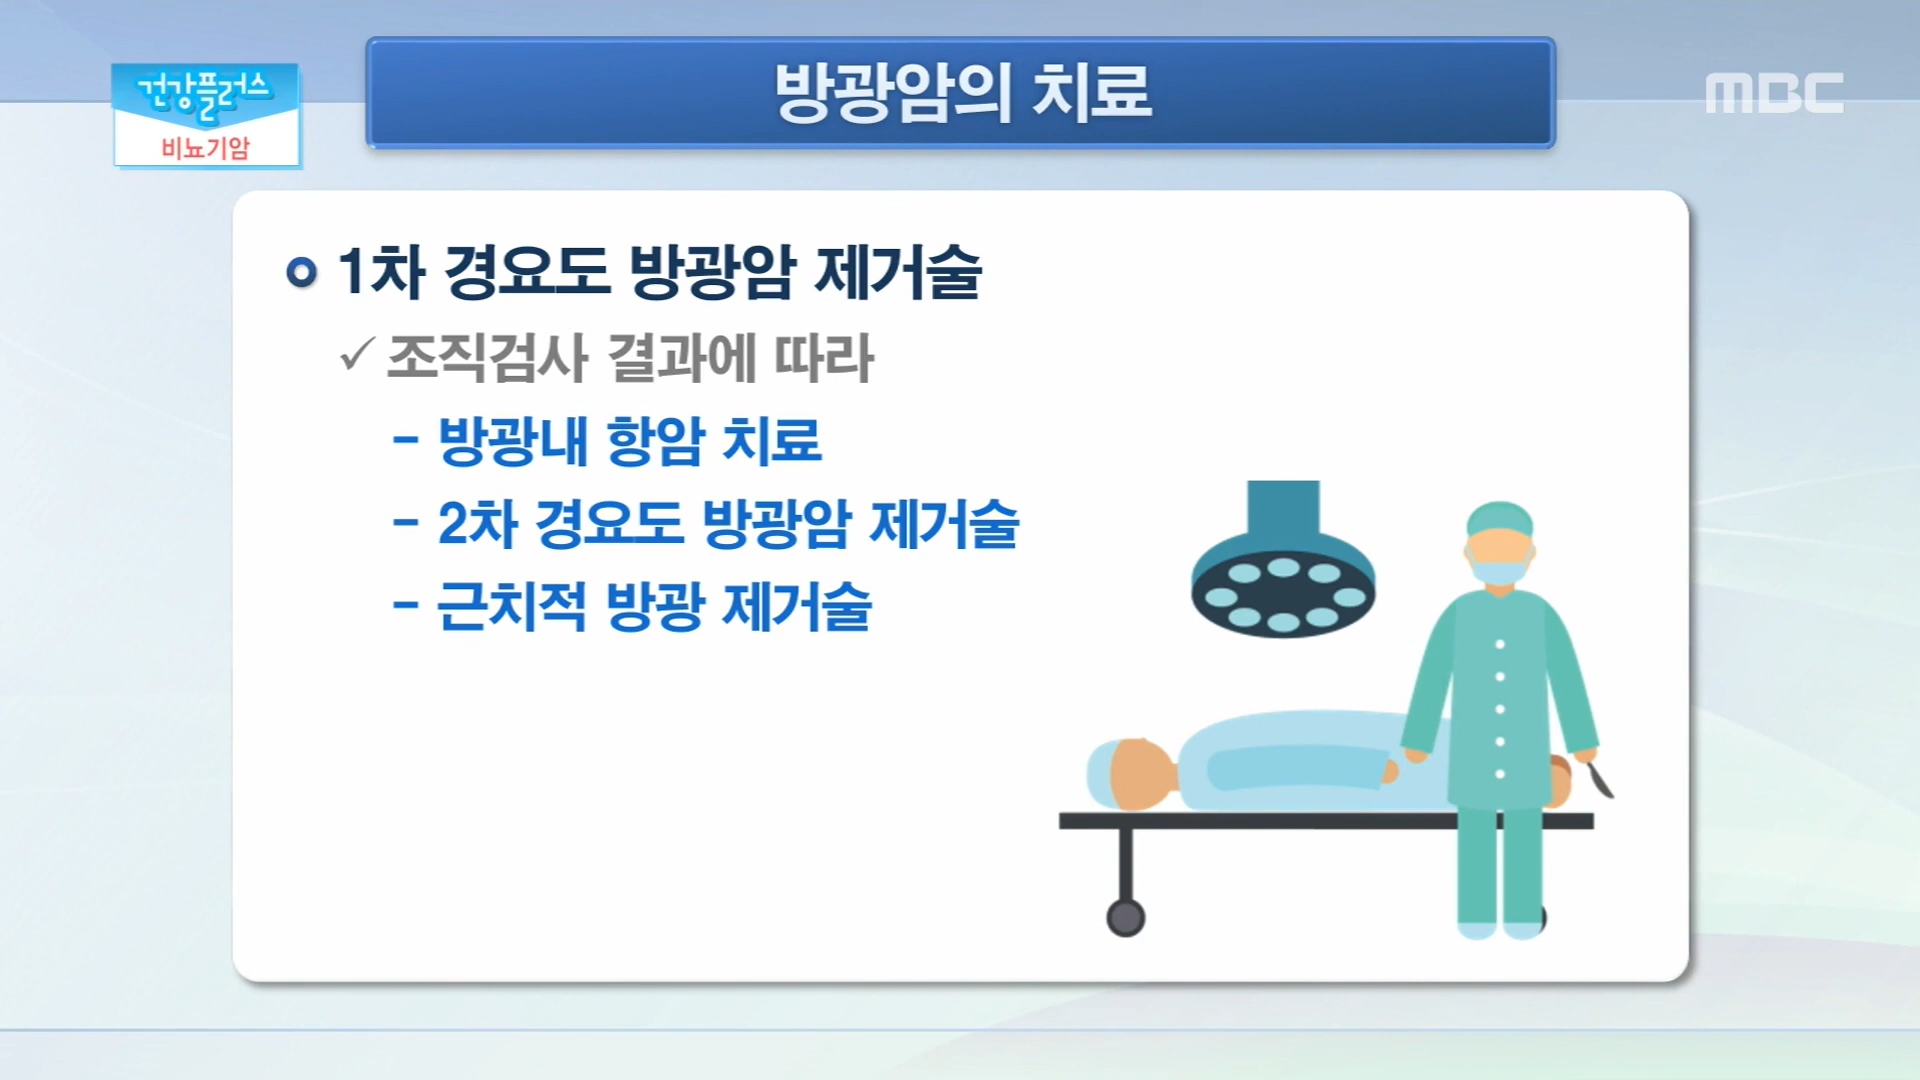 방광암의 치료
건강플러스
비뇨기암
MBC
1차 경요도 방광암 제거술
✓ 조직검사 결과에 따라
- 방광내 항암 치료
- 2차 경요도 방광암 제거술
- 근치적 방광 제거술